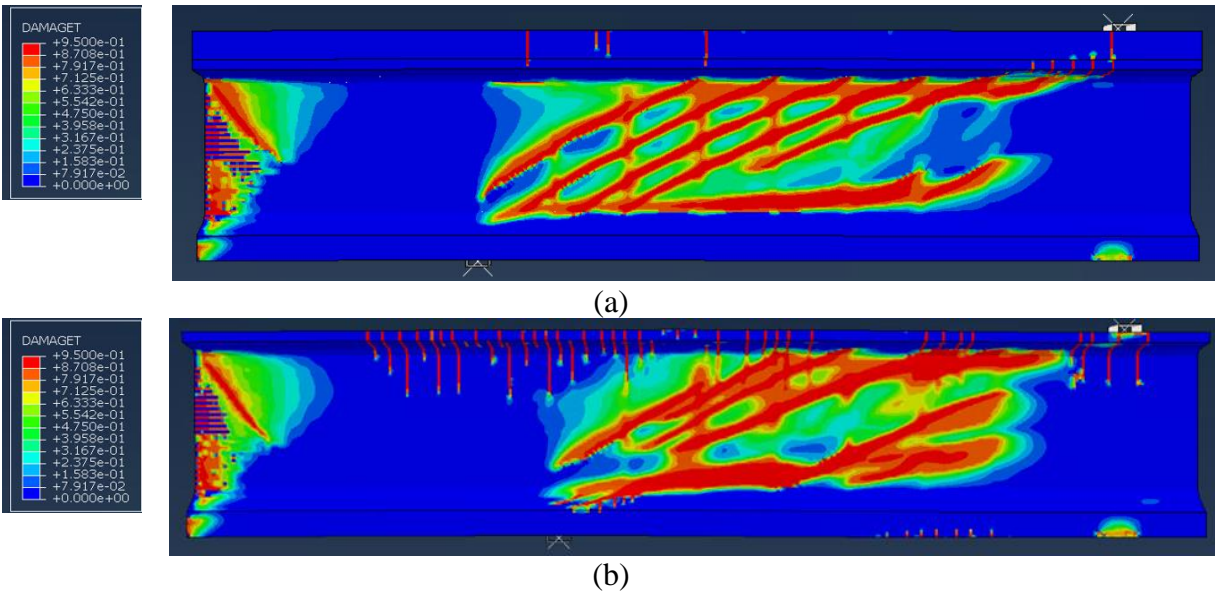 DAMAGET
+9.500e-01
+8.708e-01
+7.917e-01
+7.125e-01
+6.333e-01
+5.542e-01
+4.750e-01
+3.958e-01
+3.167e-01
+2.375e-01
+1.583e-01
+7.917e-02
+0.000e+00
(a)
DAMAGET
+9.500e-01
+8.708e-01
+7.917e-01
+7.125e-01
+6.333e-01
+5.542e-01
+4.750e-01
+3.958e-01
+3.167e-01
+2.375e-01
+1.583e-01
+7.917e-02
+0.000e+00
(b)